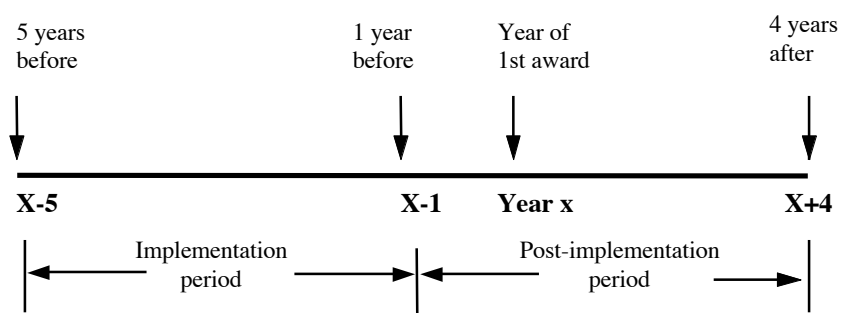 5 years
before
1 year
before
Year of
1st award
4 years
after
X-5
X-1
Year x
X+4
Implementation
period
Post-implementation
period